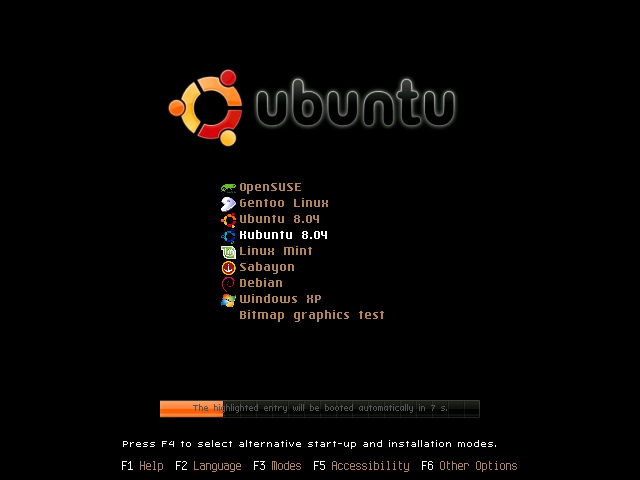 ubuntu
OpenSUSE
Gentoo Linux
Ubuntu 8.04
Kubuntu 8.04
Linux Mint
Sabayon
Debian
Windows XP
Bitmap graphics test
The highlighted entry will be booted automatically in 7 s.
Press F4 to select alternative start-up and installation modes.
F1 Help F2 Language F3 Modes F5 Accessibility F6 Other Options